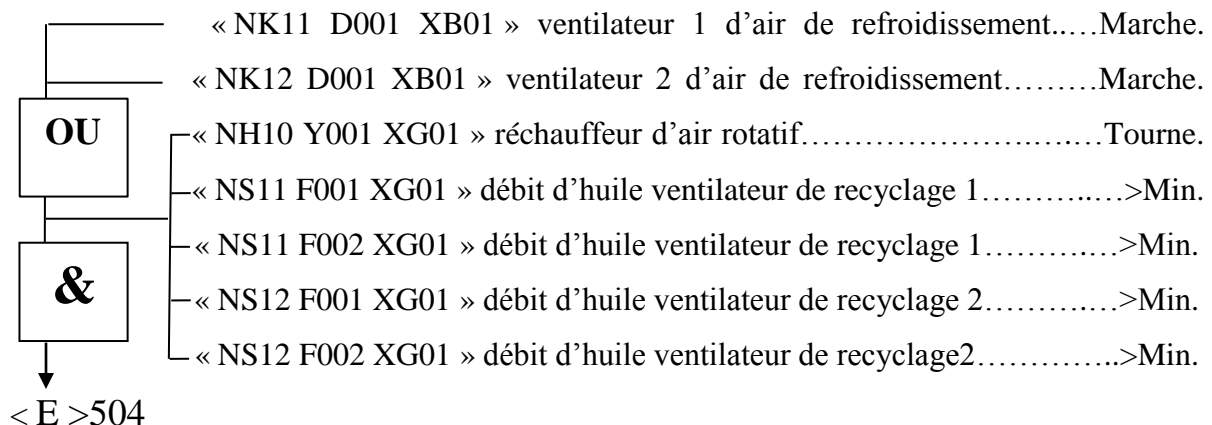 « NK11 D001 XB01 » ventilateur 1 d’air de refroidissement..…Marche.
« NK12 D001 XB01 » ventilateur 2 d’air de refroidissement………Marche.
OU
« NH10 Y001 XG01 » réchauffeur d’air rotatif………………….….…Tourne.
« NS11 F001 XG01 » débit d’huile ventilateur de recyclage 1………..…>Min.
« NS11 F002 XG01 » débit d’huile ventilateur de recyclage 1……….…>Min.
&
« NS12 F001 XG01 » débit d’huile ventilateur de recyclage 2……….…>Min.
« NS12 F002 XG01 » débit d’huile ventilateur de recyclage2…………..>Min.
< E >504